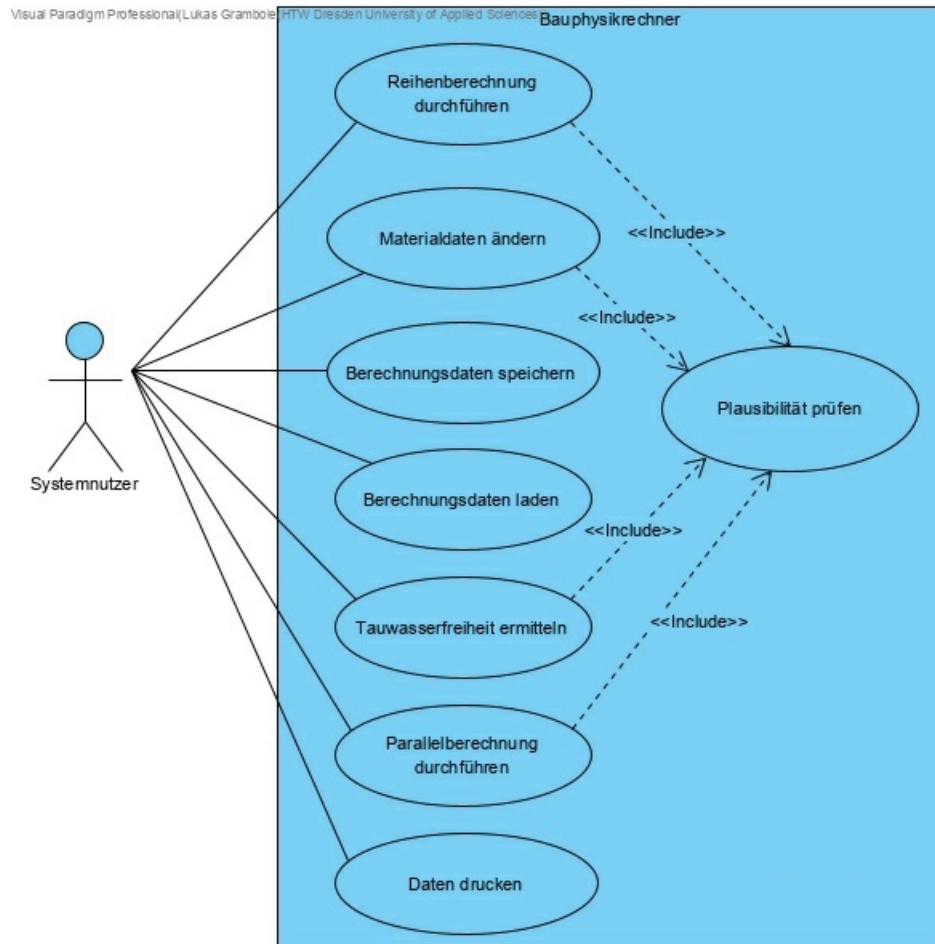 Visual Paradigm Professional(Lukas Grambole(HTW Dresden University of Applied Sciences))
Bauphysikrechner
Reihenberechnung
durchführen
<<Include>>
Materialdaten ändern
<<Include>>
Berechnungsdaten speichern
Plausibilität prüfen
Systemnutzer
Berechnungsdaten laden
<<Include>>
Tauwasserfreiheit ermitteln
<<Include>>
Parallelberechnung
durchführen
Daten drucken